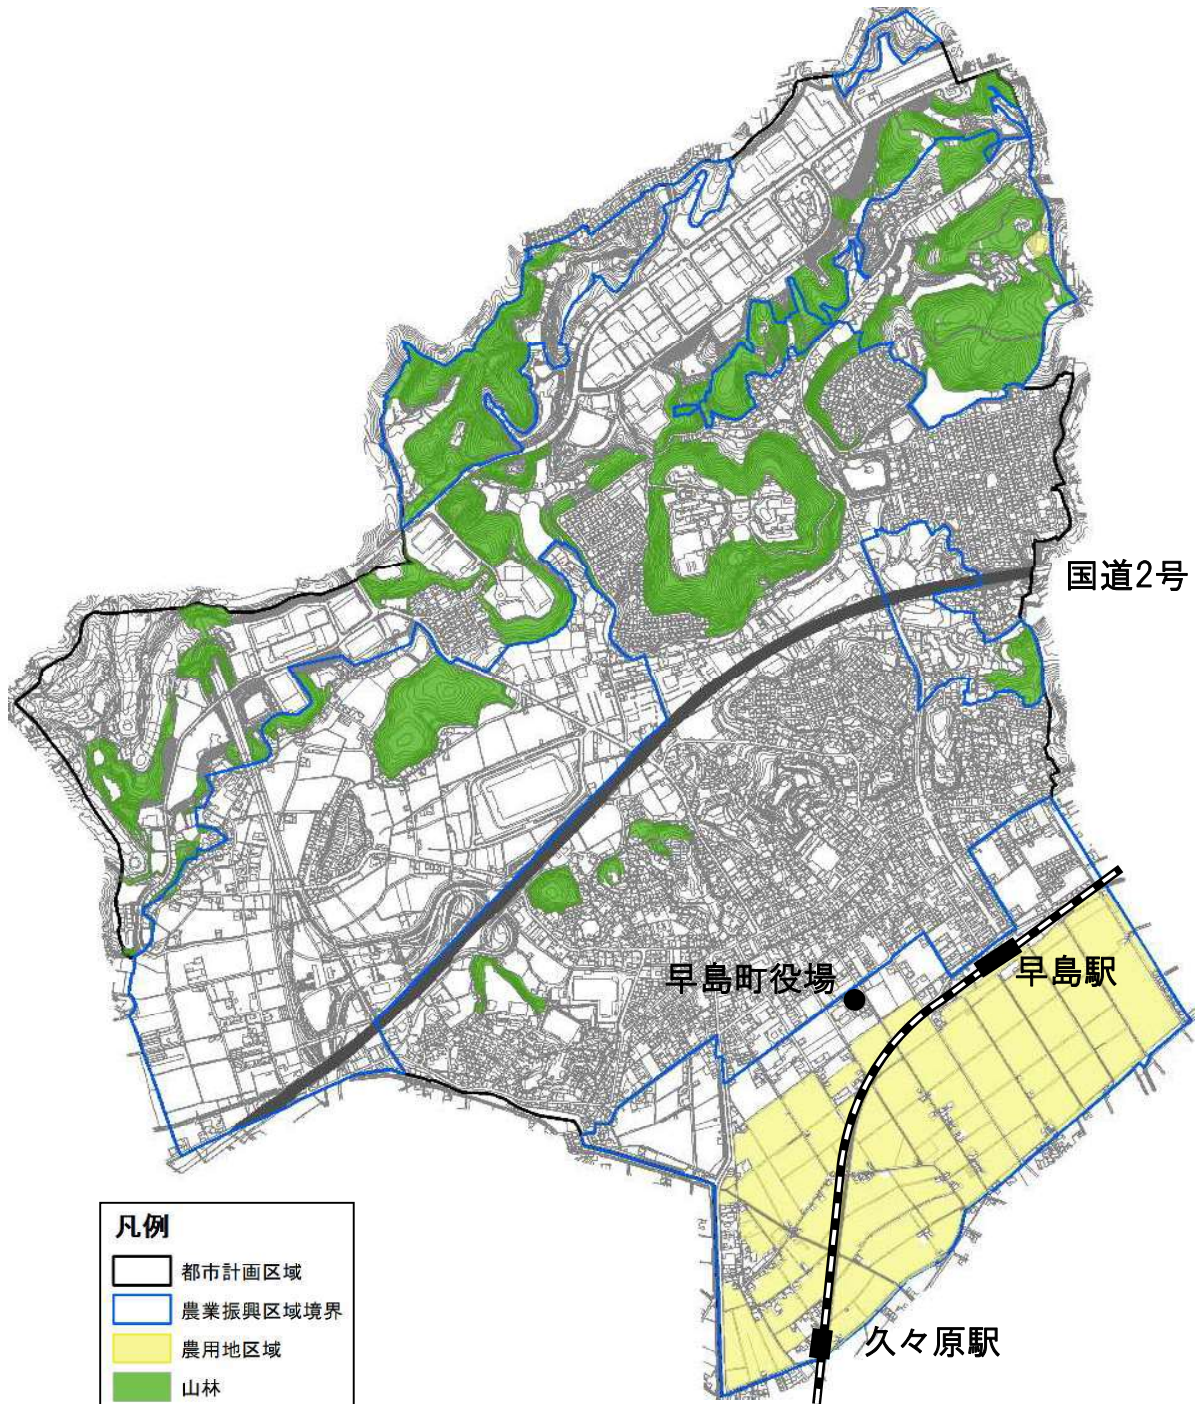 国道2号
早島町役場
早島駅
久々原駅
凡例
都市計画区域
農業振興区域境界
農用地区域
山林